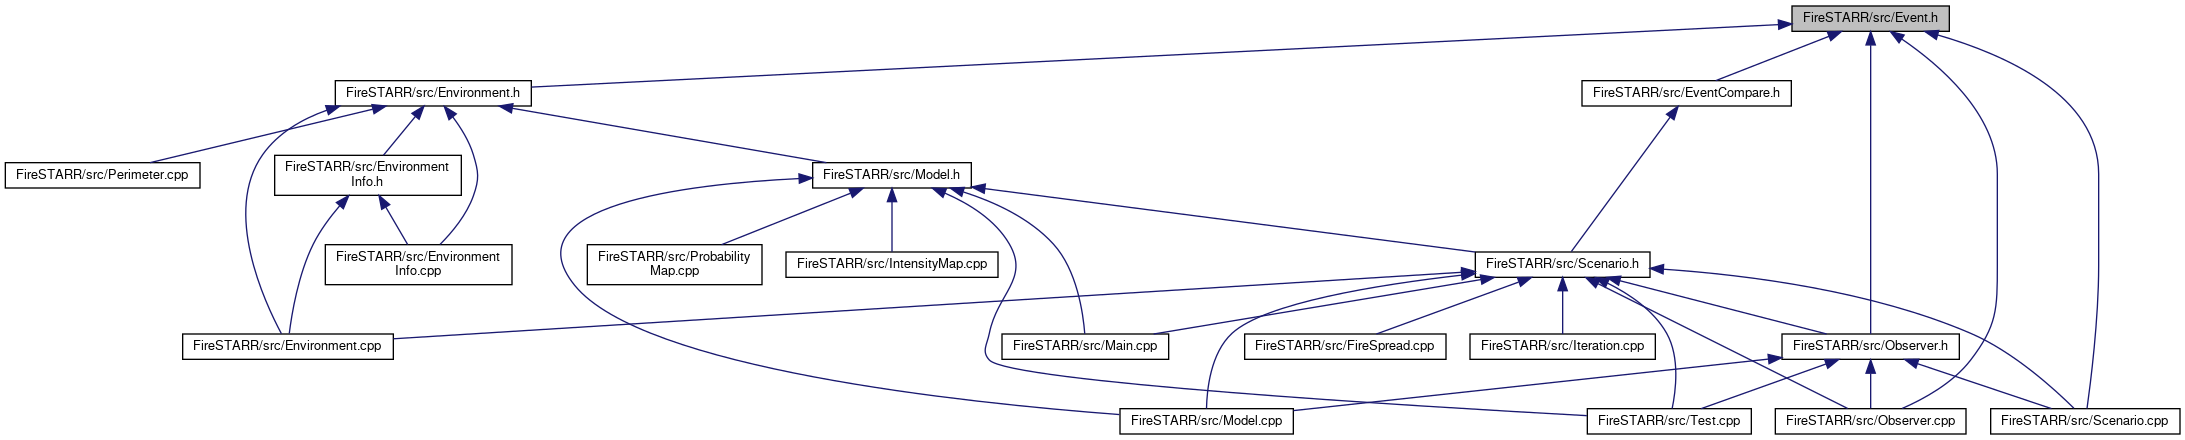 FireSTARR/src/Event.h
FireSTARR/src/Environment.h
FireSTARR/src/EventCompare.h
FireSTARR/src/Perimeter.cpp
FireSTARR/src/Environment
Info.h
FireSTARR/src/Model.h
FireSTARR/src/Environment
Info.cpp
FireSTARR/src/Probability
Map.cpp
FireSTARR/src/IntensityMap.cpp
FireSTARR/src/Scenario.h
FireSTARR/src/Environment.cpp
FireSTARR/src/Main.cpp
FireSTARR/src/FireSpread.cpp
FireSTARR/src/Iteration.cpp
FireSTARR/src/Observer.h
FireSTARR/src/Model.cpp
FireSTARR/src/Test.cpp
FireSTARR/src/Observer.cpp
FireSTARR/src/Scenario.cpp